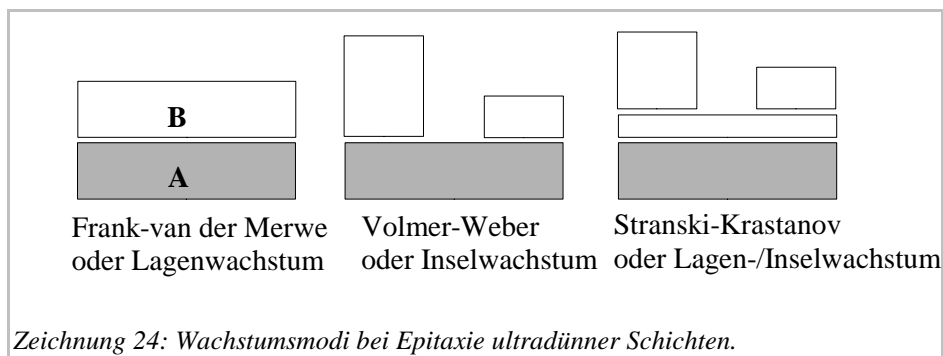 B
A
Frank-van der Merwe
oder Lagenwachstum
Volmer-Weber
oder Inselwachstum
Stranski-Krastanov
oder Lagen-/Inselwachstum
Zeichnung 24: Wachstumsmodi bei Epitaxie ultradünner Schichten.